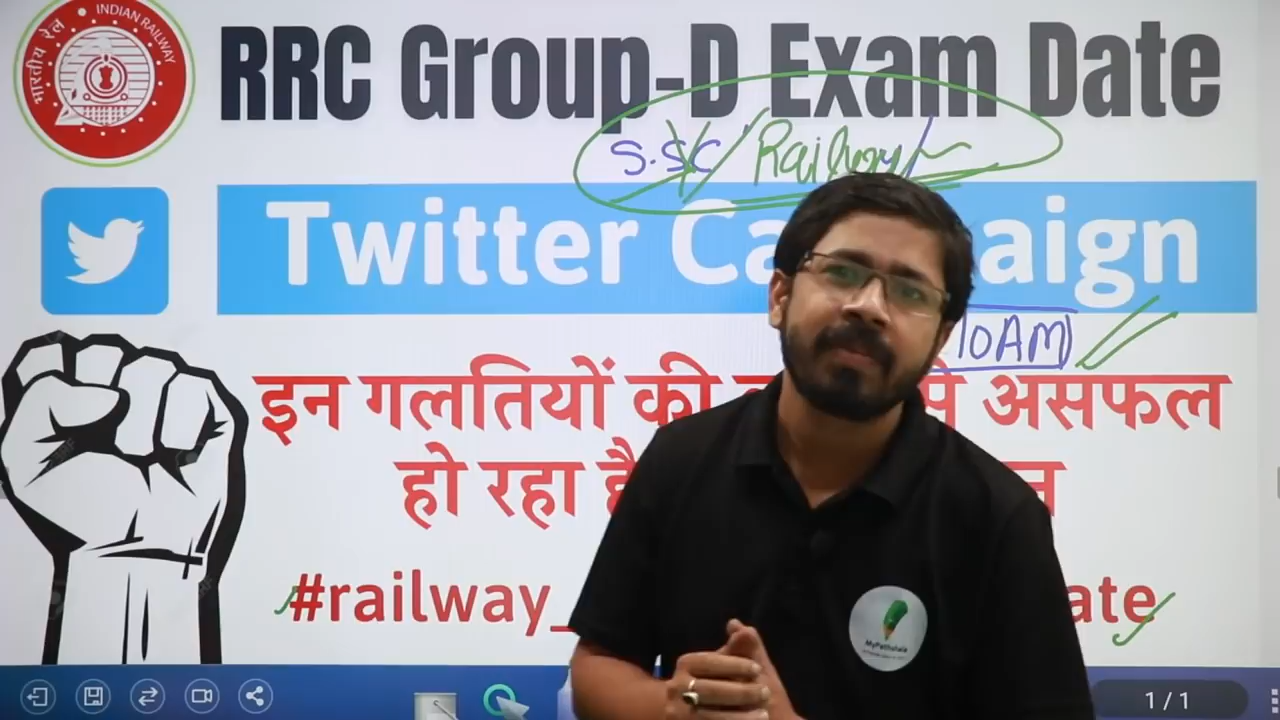 भारतीय रेल INDIAN RAILWAY
RRC Group-D Exam Date
S.SC / Railway
Twitter Ca aign
10AM
इन गलतियों की से असफल
हो रहा है
#railway_ ate
MyPathshala
1/1